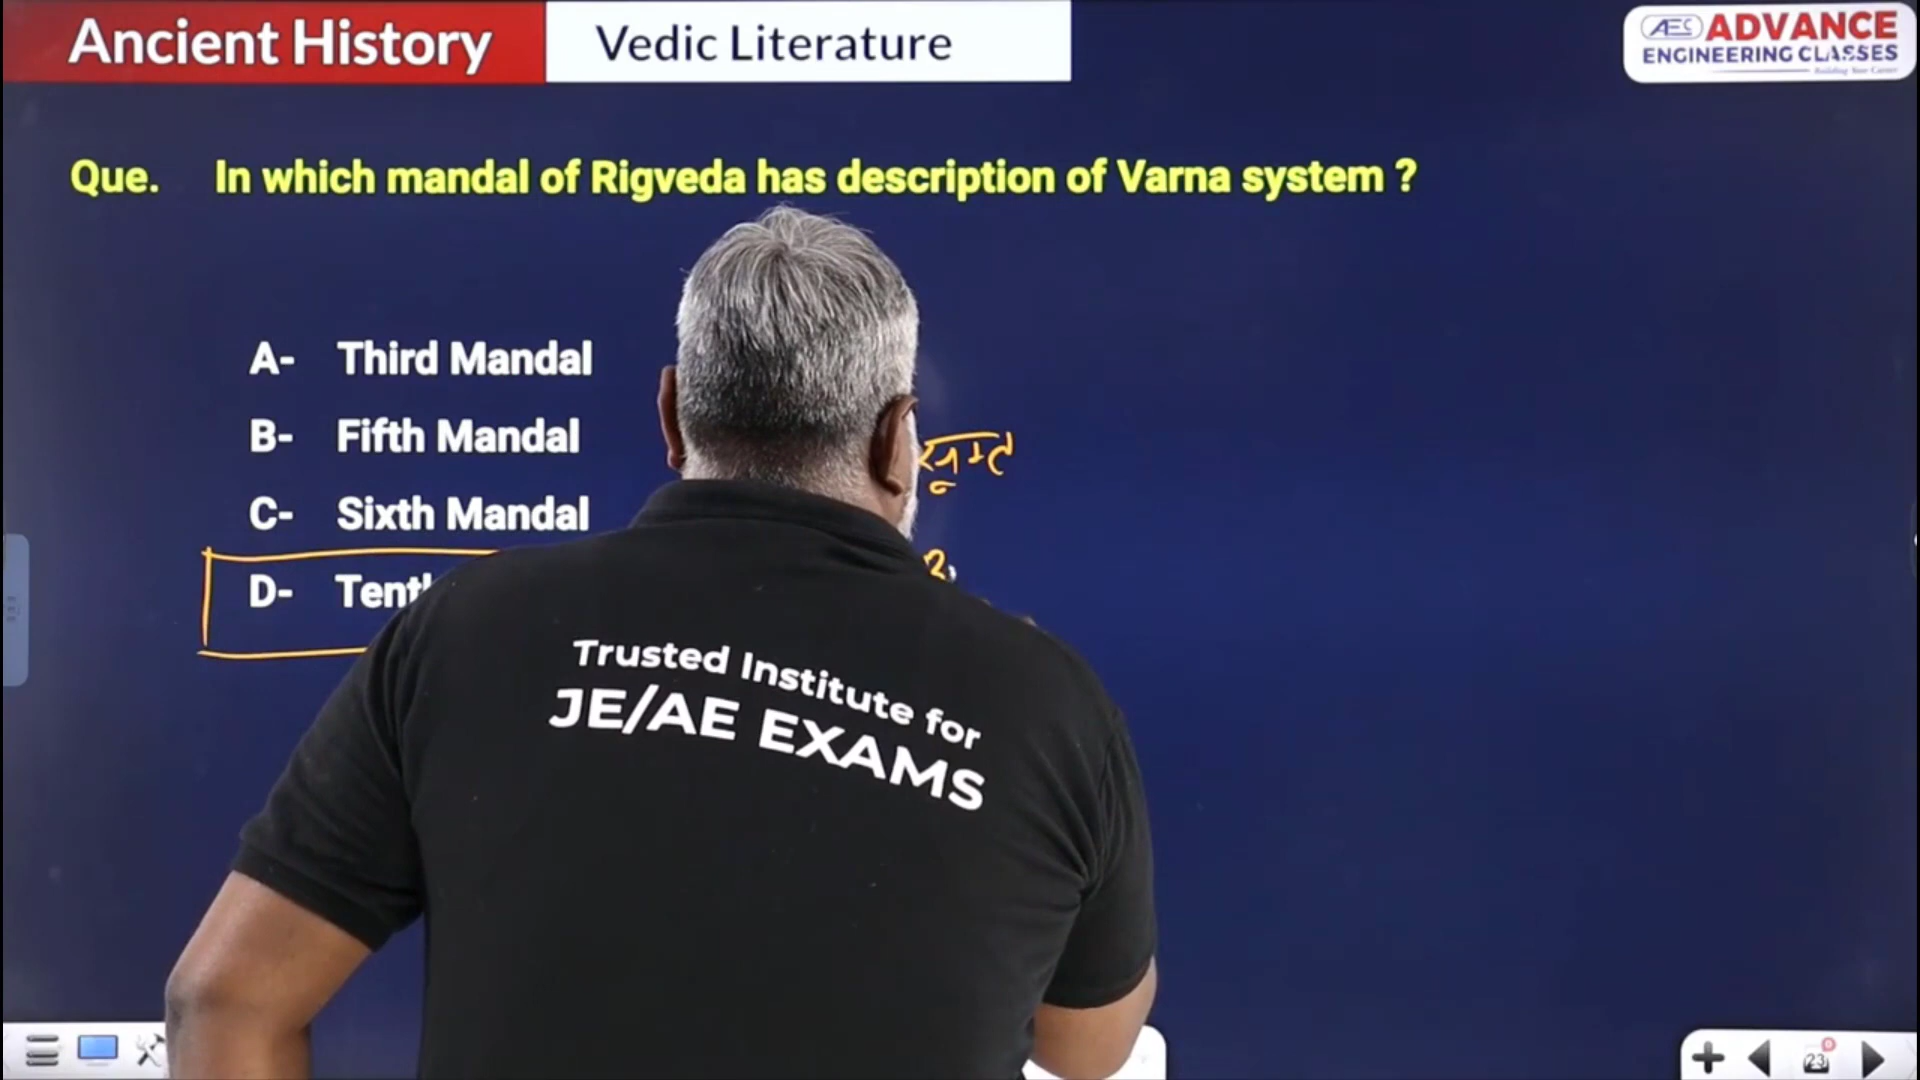 Ancient History
Vedic Literature
AEC ADVANCE
ENGINEERING CLASSES
Que. In which mandal of Rigveda has description of Varna system ?
A- Third Mandal
B- Fifth Mandal
C- Sixth Mandal
D-
Trusted Institute for
JE/AE EXAMS
23